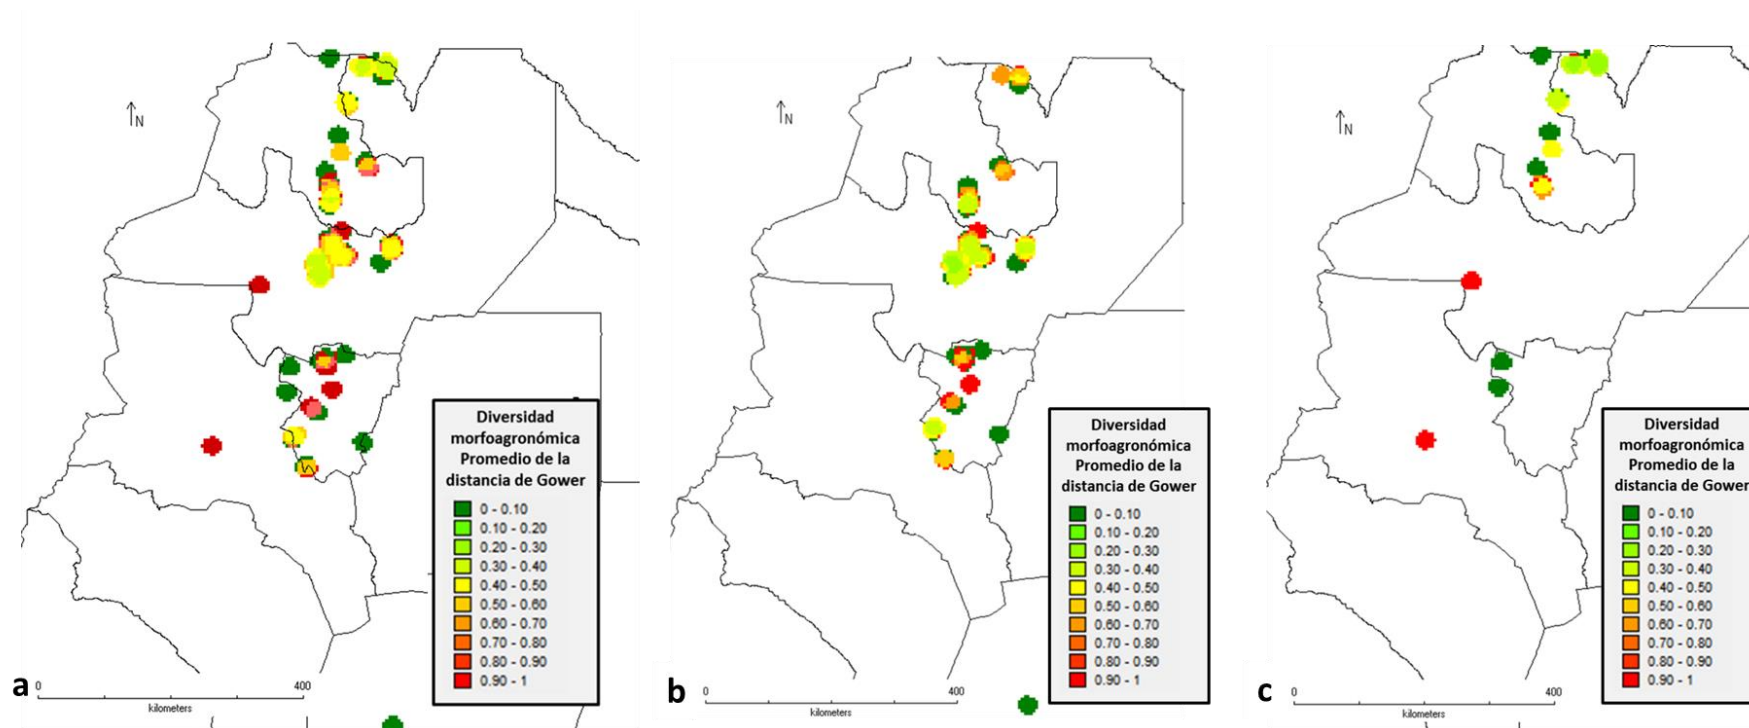 N
Diversidad
morfoagronómica
Promedio de la
distancia de Gower
0 - 0.10
0.10 - 0.20
0.20 - 0.30
0.30 - 0.40
0.40 - 0.50
0.50 - 0.60
0.60 - 0.70
0.70 - 0.80
0.80 - 0.90
0.90 - 1
a
0 400
kilometers
N
Diversidad
morfoagronómica
Promedio de la
distancia de Gower
0 - 0.10
0.10 - 0.20
0.20 - 0.30
0.30 - 0.40
0.40 - 0.50
0.50 - 0.60
0.60 - 0.70
0.70 - 0.80
0.80 - 0.90
0.90 - 1
b
0 400
kilometers
N
Diversidad
morfoagronómica
Promedio de la
distancia de Gower
0 - 0.10
0.10 - 0.20
0.20 - 0.30
0.30 - 0.40
0.40 - 0.50
0.50 - 0.60
0.60 - 0.70
0.70 - 0.80
0.80 - 0.90
0.90 - 1
c
0 400
kilometers